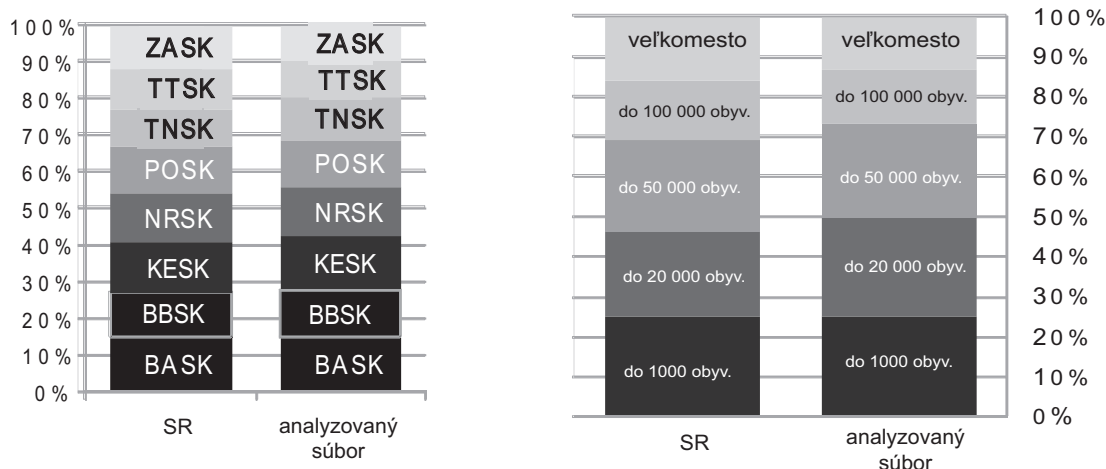 100%
90%
80%
70%
60%
50%
40%
30%
20%
10%
0%
ZASK
TTSK
TNSK
POSK
NRSK
KESK
BBSK
BASK
ZASK
TTSK
TNSK
POSK
NRSK
KESK
BBSK
BASK
SR
analyzovaný
súbor
veľkomesto
do 100 000 obyv.
do 50 000 obyv.
do 20 000 obyv.
do 1000 obyv.
veľkomesto
do 100 000 obyv.
do 50 000 obyv.
do 20 000 obyv.
do 1000 obyv.
100%
90%
80%
70%
60%
50%
40%
30%
20%
10%
0%
SR
analyzovaný
súbor